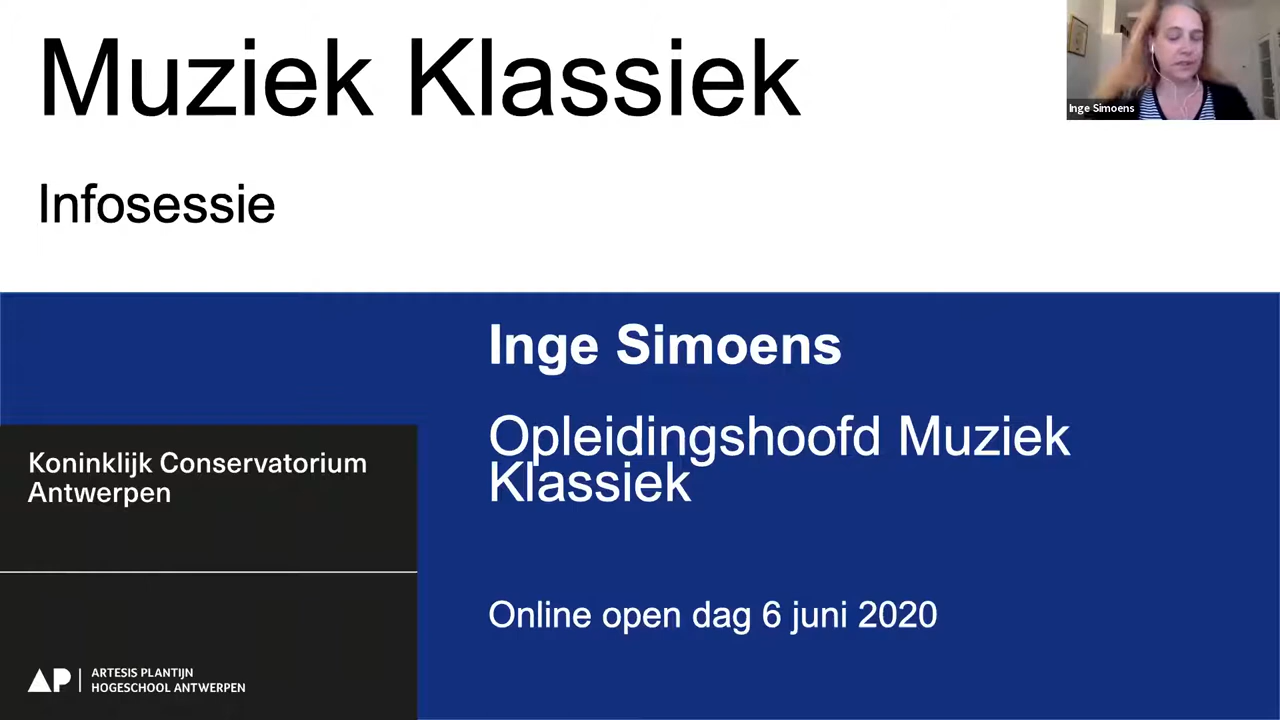 Muziek Klassiek
Inge Simoens
Infosessie
Inge Simoens
Opleidingshoofd Muziek
Klassiek
Koninklijk Conservatorium
Antwerpen
Online open dag 6 juni 2020
AP
ARTESIS PLANTIJN
HOGESCHOOL ANTWERPEN